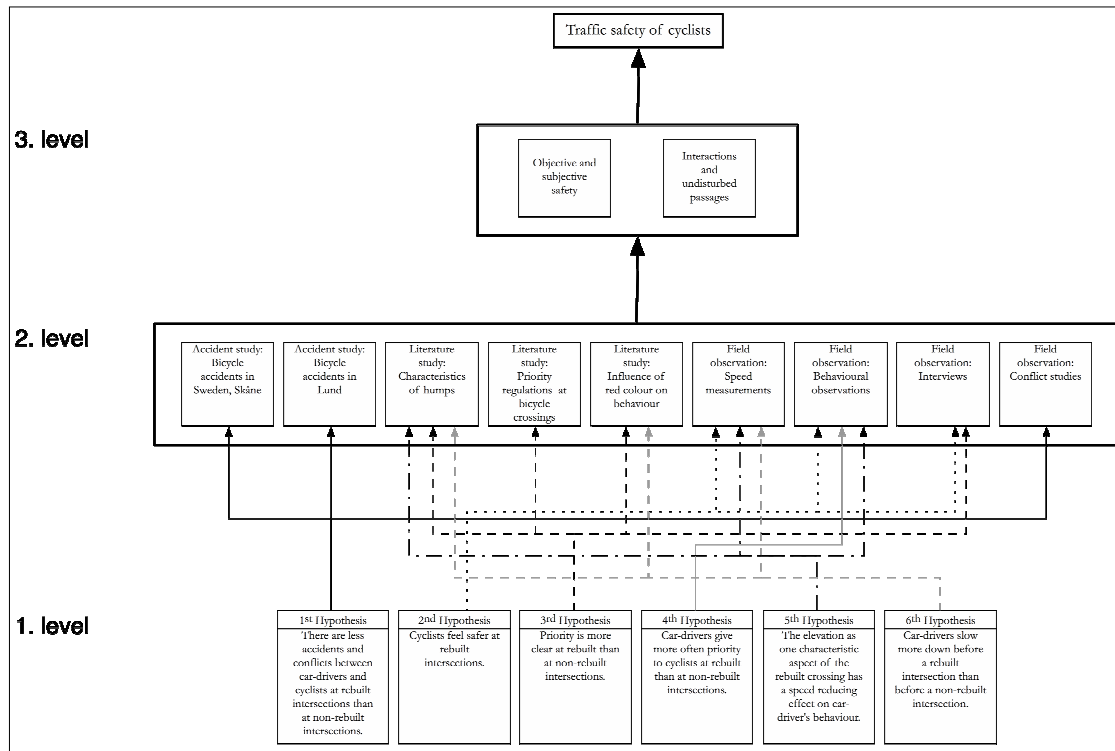 Traffic safety of cyclists
3. level
Objective and
subjective
safety
Interactions
and
undisturbed
passages
2. level
Accident study:
Bicycle
accidents in
Sweden, Skåne
Accident study:
Bicycle
accidents in
Lund
Literature
study:
Characteristics
of humps
Literature
study:
Priority
regulations at
bicycle
crossings
Literature
study:
Influence of
red colour on
behaviour
Field
observation:
Speed
measurements
Field
observation:
Behavioural
observations
Field
observation:
Interviews
Field
observation:
Conflict studies
1. level
1st Hypothesis
There are less
accidents and
conflicts between
car-drivers and
cyclists at rebuilt
intersections than
at non-rebuilt
intersections.
2nd Hypothesis
Cyclists feel safer at
rebuilt
intersections.
3rd Hypothesis
Priority is more
clear at rebuilt than
at non-rebuilt
intersections.
4th Hypothesis
Car-drivers give
more often priority
to cyclists at rebuilt
than at non-rebuilt
intersections.
5th Hypothesis
The elevation as
one characteristic
aspect of the
rebuilt crossing has
a speed reducing
effect on car-
driver's behaviour.
6th Hypothesis
Car-drivers slow
more down before
a rebuilt
intersection than
before a non-rebuilt
intersection.